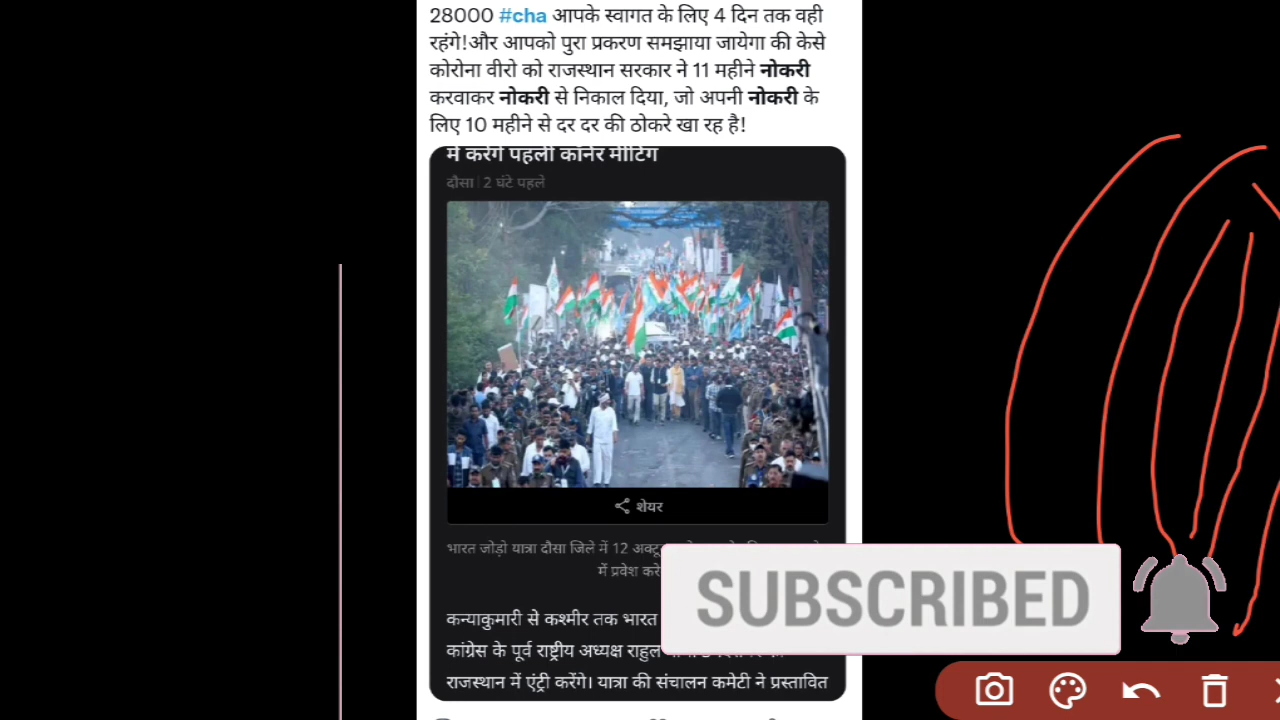 28000 #cha आपके स्वागत के लिए 4 दिन तक वही
रहंगे!और आपको पुरा प्रकरण समझाया जायेगा की केसे
कोरोना वीरो को राजस्थान सरकार ने 11 महीने नोकरी
करवाकर नोकरी से निकाल दिया, जो अपनी नोकरी के
लिए 10 महीने से दर दर की ठोकरे खा रह है!
में करेंगे पहली कॉर्नर मीटिंग
दौसा | 2 घंटे पहले
शेयर
भारत जोड़ो यात्रा दौसा जिले में 12
में प्रवेश करे
SUBSCRIBED
कन्याकुमारी से कश्मीर तक भारत
कांग्रेस के पूर्व राष्ट्रीय अध्यक्ष राहुल
राजस्थान में एंट्री करेंगे। यात्रा की संचालन कमेटी ने प्रस्तावित